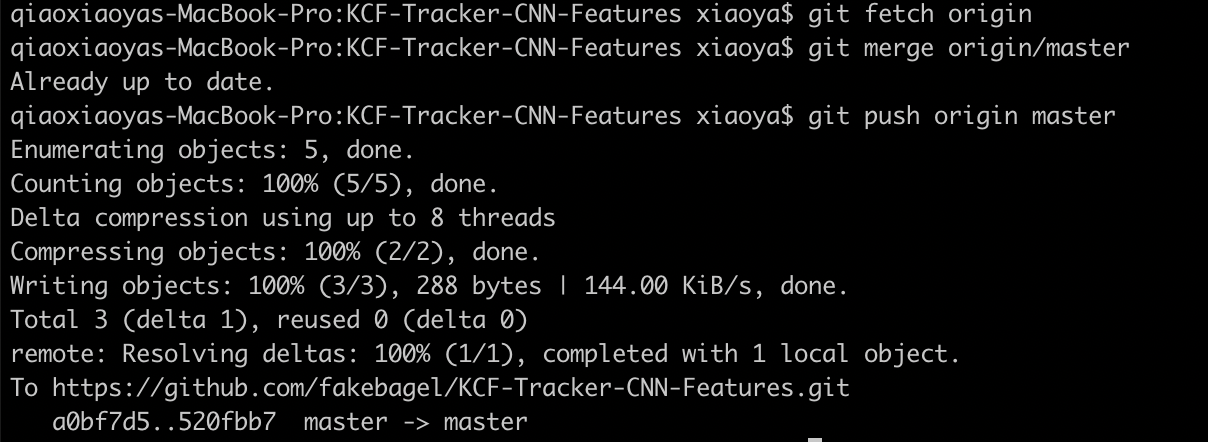 qiaoxiaoyas-MacBook-Pro:KCF-Tracker-CNN-Features xiaoya$ git fetch origin
qiaoxiaoyas-MacBook-Pro:KCF-Tracker-CNN-Features xiaoya$ git merge origin/master
Already up to date.
qiaoxiaoyas-MacBook-Pro:KCF-Tracker-CNN-Features xiaoya$ git push origin master
Enumerating objects: 5, done.
Counting objects: 100% (5/5), done.
Delta compression using up to 8 threads
Compressing objects: 100% (2/2), done.
Writing objects: 100% (3/3), 288 bytes | 144.00 KiB/s, done.
Total 3 (delta 1), reused 0 (delta 0)
remote: Resolving deltas: 100% (1/1), completed with 1 local object.
To https://github.com/fakebagel/KCF-Tracker-CNN-Features.git
   a0bf7d5..520fbb7  master -> master